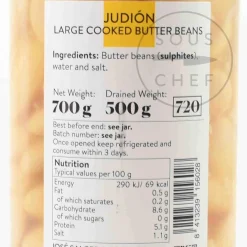 JUDIÓN
LARGE COOKED BUTTER BEANS
SOUS
CHEF
Ingredients: Butter beans (sulphites)
water and salt.
Net Weight: Drained Weight:
700 g 500 g 720
Best before end: see jar.
Batch number: see jar.
Once opened keep refrigerated and
consume within 3 days.
Nutrition
Typical values per 100 g
Energy 290 kJ/ 69 kcal
Fat 0,5 g
of which saturates 0,2 g
Carbohydrate 8,6 g
of which sugars 0 g
Protein 5,1 g
Salt 1,1 g